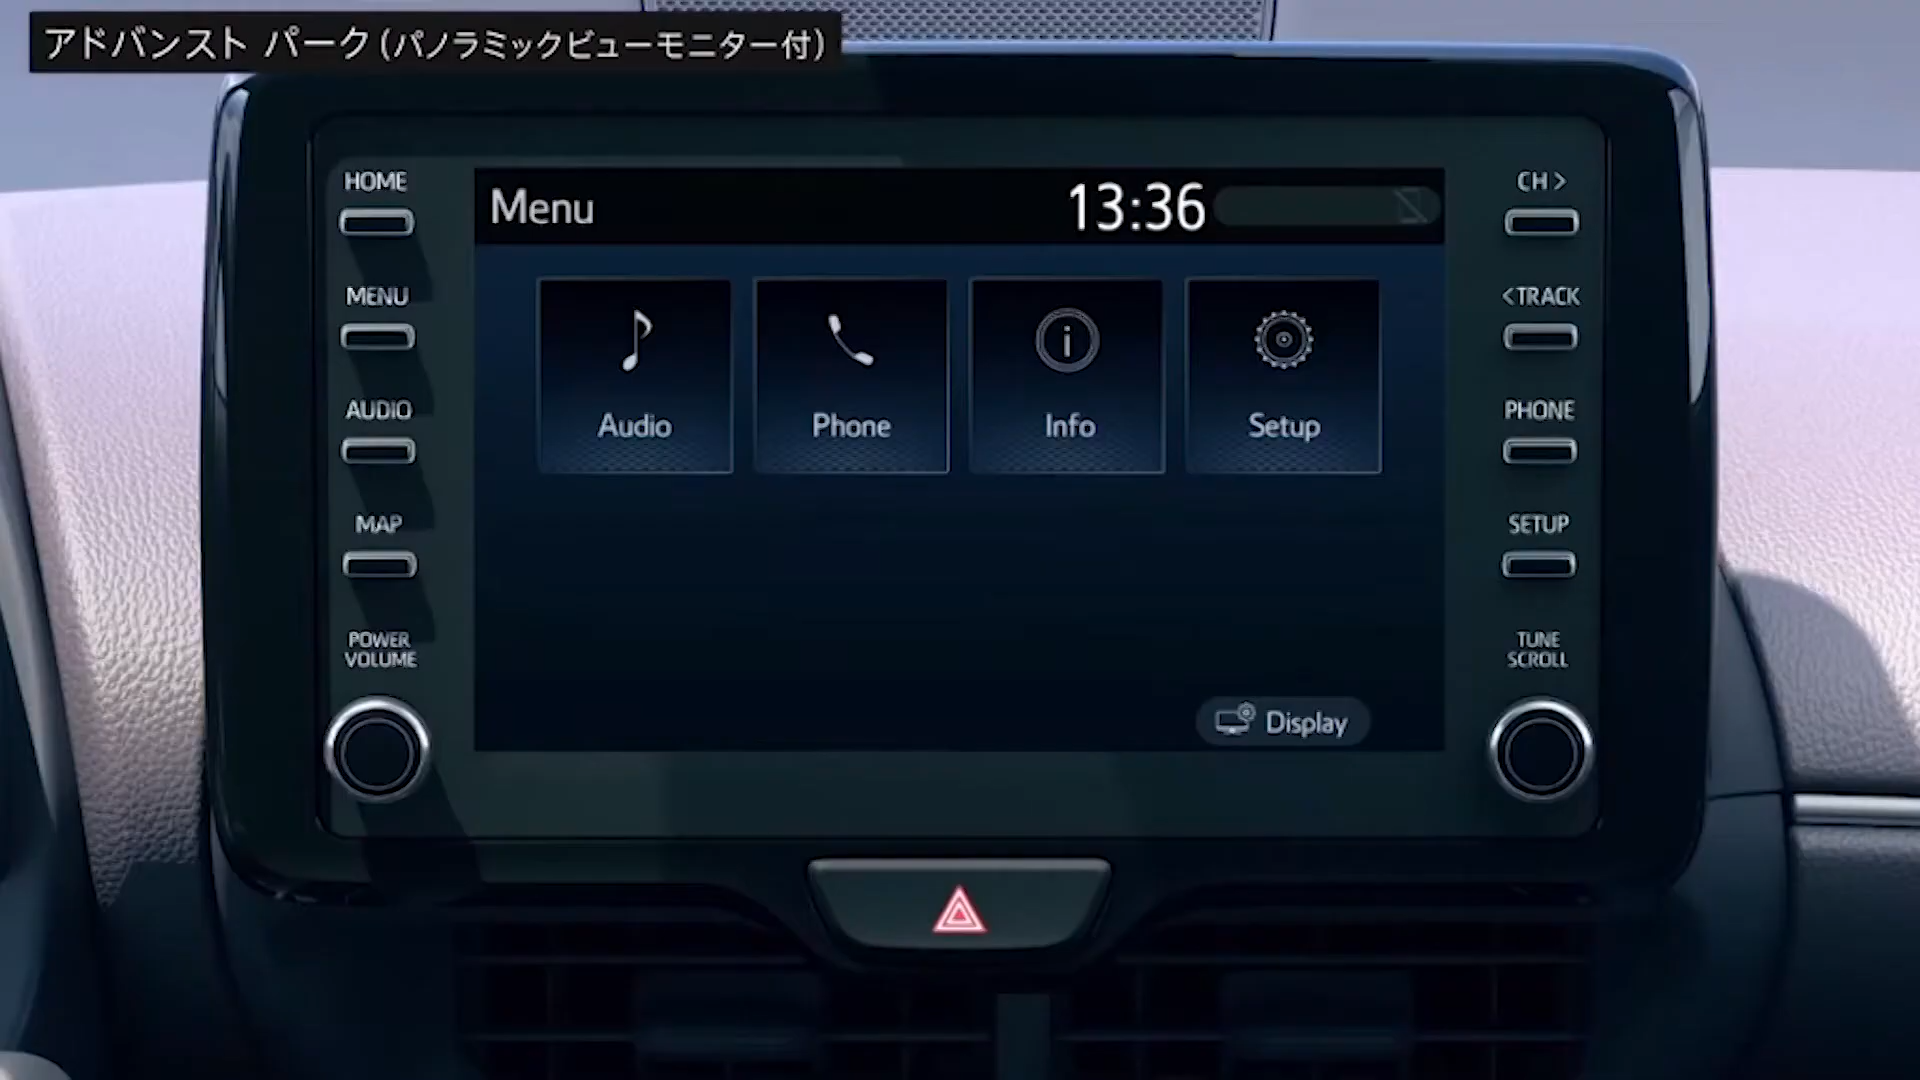 アドバンスト パーク(パノラミックビューモニター付)
HOME
MENU
AUDIO
MAP
POWER
VOLUME
Menu
13:36
Audio
Phone
Info
Setup
Display
CH>
<TRACK
PHONE
SETUP
TUNE
SCROLL